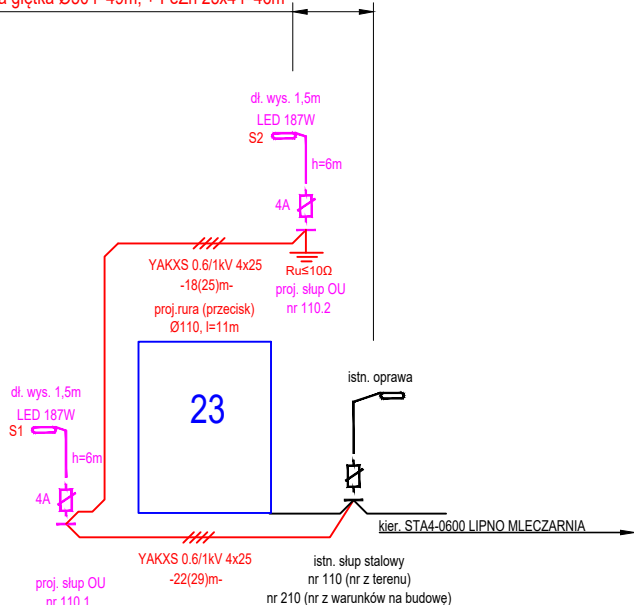 dł. wys. 1,5m
LED 187W
S2
h=6m
4A
YAKXS 0.6/1kV 4x25
-18(25)m-
Ru≤10Ω
proj. słup OU
nr 110.2
proj.rura (przecisk)
Ø110, l=11m
23
istn. oprawa
dł. wys. 1,5m
LED 187W
S1
h=6m
4A
kier. STA4-0600 LIPNO MLECZARNIA
YAKXS 0.6/1kV 4x25
-22(29)m-
istn. słup stalowy
nr 110 (nr z terenu)
nr 210 (nr z warunków na budowę)
proj. słup OU
nr 110.1